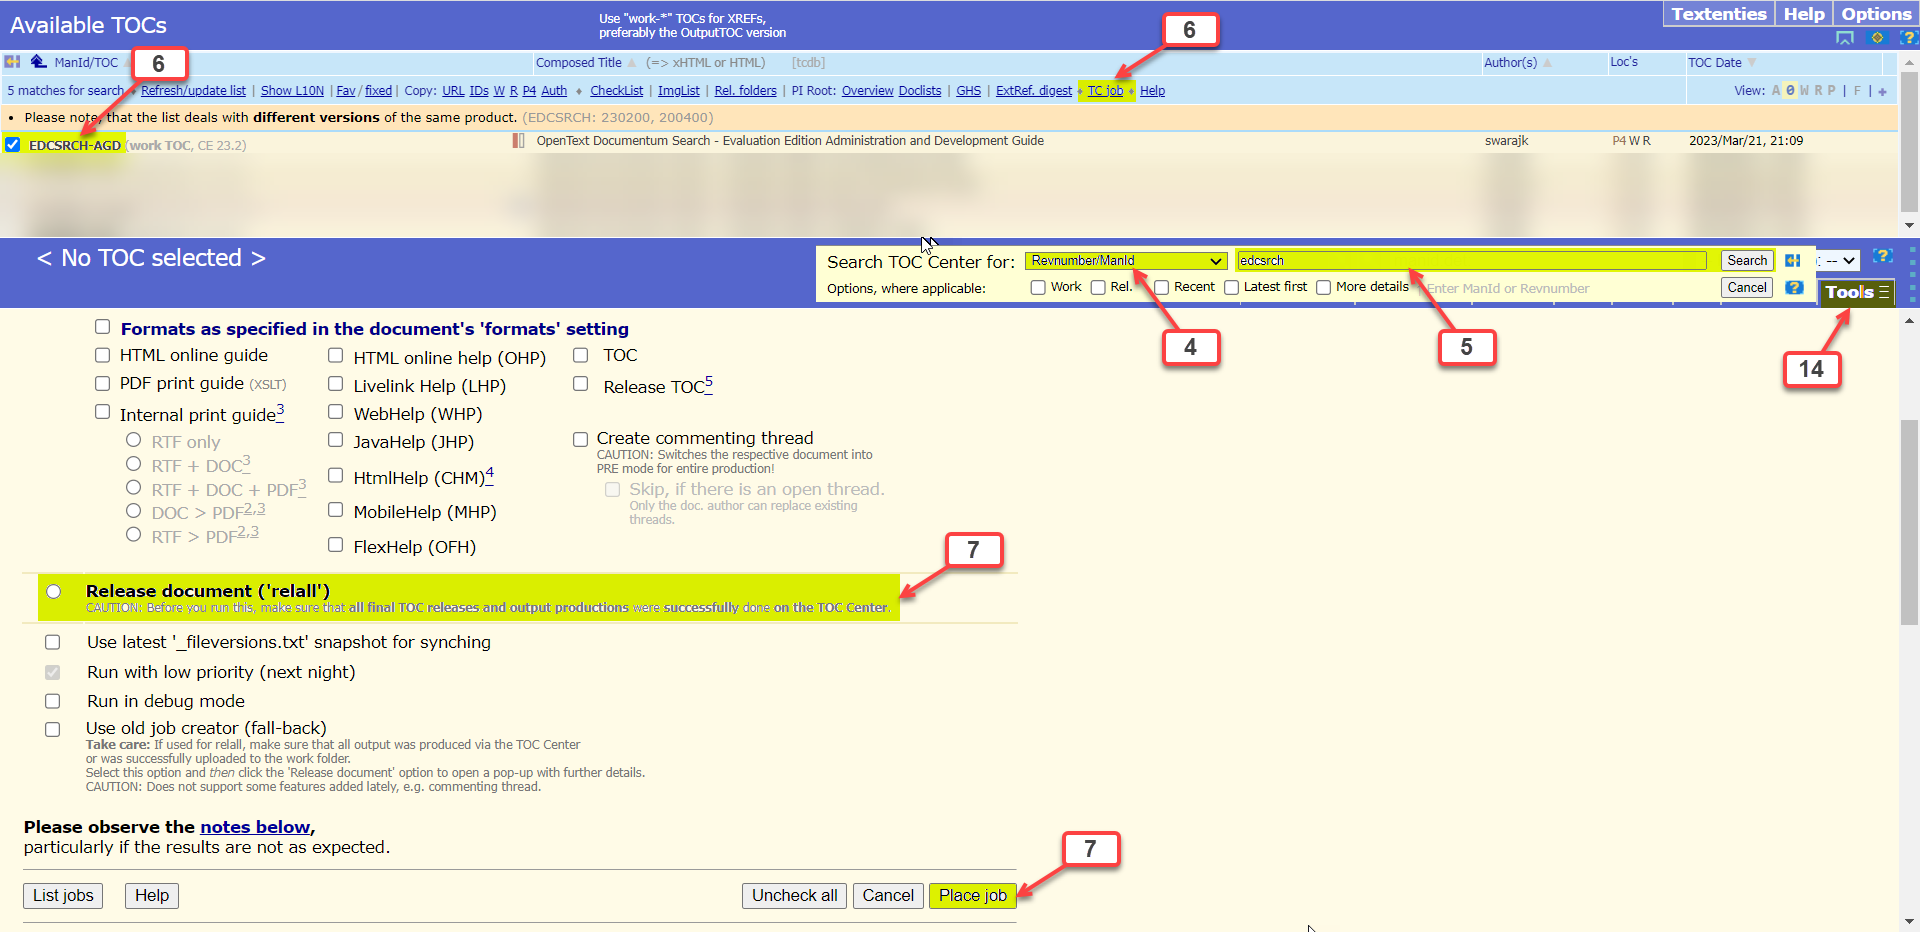 Available TOCs
Use "work-*" TOCs for XREFs,
preferably the OutputTOC version
Textenties Help Options
6
6
ManId/TOC Composed Title (=> xHTML or HTML) [tcdb] Author(s) Loc's TOC Date
5 matches for search Refresh/update list | Show L10N | Fav / fixed | Copy: URL IDs W R P4 Auth CheckList | ImgList | Rel. folders | PI Root: Overview Doclists | GHS | ExtRef. digest TC job Help View: A 0 W R P | F | +
• Please note, that the list deals with different versions of the same product. (EDCSRCH: 230200, 200400)
EDCSRCH-AGD (work TOC, CE 23.2) OpenText Documentum Search - Evaluation Edition Administration and Development Guide swarajk P4 W R 2023/Mar/21, 21:09
< No TOC selected >
Search TOC Center for: Revnumber/ManId edcsrch Search : --
Options, where applicable: Work Rel. Recent Latest first More details Enter ManId or Revnumber Cancel
Tools
4
5
14
Formats as specified in the document's 'formats' setting
HTML online guide HTML online help (OHP) TOC
PDF print guide (XSLT) Livelink Help (LHP) Release TOC5
Internal print guide3 WebHelp (WHP)
RTF only JavaHelp (JHP) Create commenting thread
CAUTION: Switches the respective document into
PRE mode for entire production!
RTF + DOC3 HtmlHelp (CHM)4
RTF + DOC + PDF3 Skip, if there is an open thread.
Only the doc. author can replace existing
threads.
DOC > PDF2,3 MobileHelp (MHP)
RTF > PDF2,3 FlexHelp (OFH)
7
Release document ('relall')
CAUTION: Before you run this, make sure that all final TOC releases and output productions were successfully done on the TOC Center.
Use latest '_fileversions.txt' snapshot for synching
Run with low priority (next night)
Run in debug mode
Use old job creator (fall-back)
Take care: If used for relall, make sure that all output was produced via the TOC Center
or was successfully uploaded to the work folder.
Select this option and then click the 'Release document' option to open a pop-up with further details.
CAUTION: Does not support some features added lately, e.g. commenting thread.
Please observe the notes below,
particularly if the results are not as expected.
7
List jobs Help Uncheck all Cancel Place job